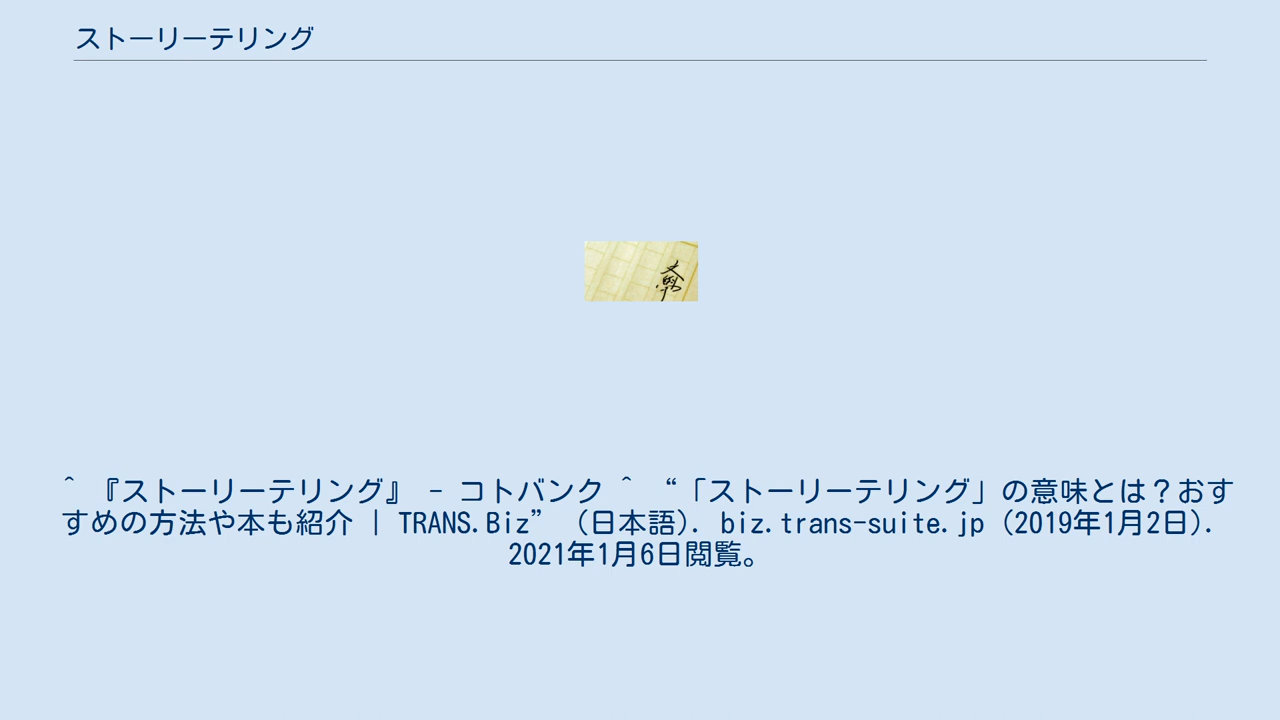 ストーリーテリング
^ 『ストーリーテリング』 - コトバンク ^ “「ストーリーテリング」の意味とは？おす
すめの方法や本も紹介 | TRANS.Biz” (日本語). biz.trans-suite.jp (2019年1月2日).
2021年1月6日閲覧。